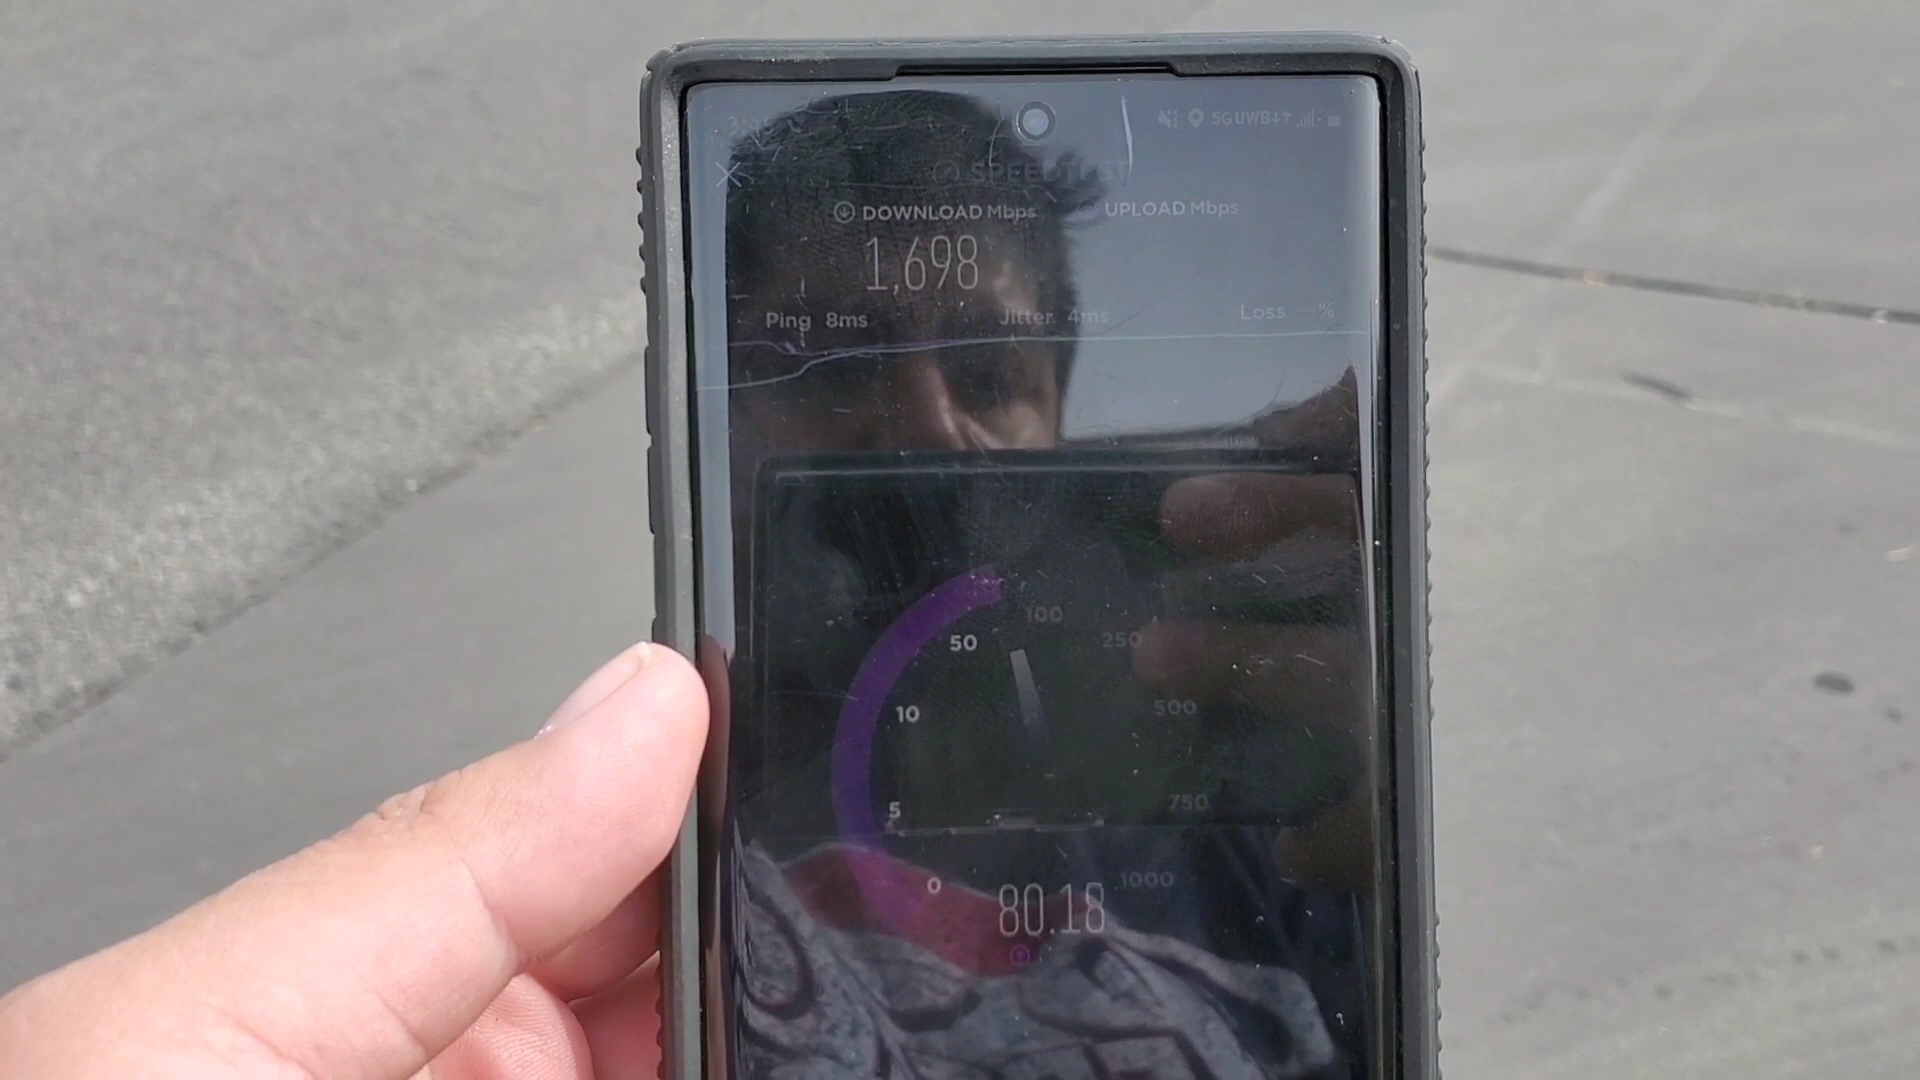 5GUWB
SPEEDTEST
DOWNLOAD Mbps UPLOAD Mbps
1,698
Ping 8ms Jitter 4ms Loss —%
100
50 250
10 500
5 750
0 80.18 1000